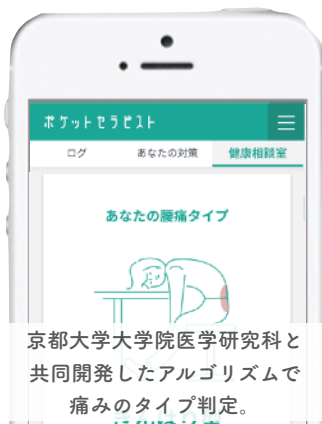 ポケットセラピスト
ログ あなたの対策 健康相談室
あなたの腰痛タイプ
京都大学大学院医学研究科と
共同開発したアルゴリズムで
痛みのタイプ判定。